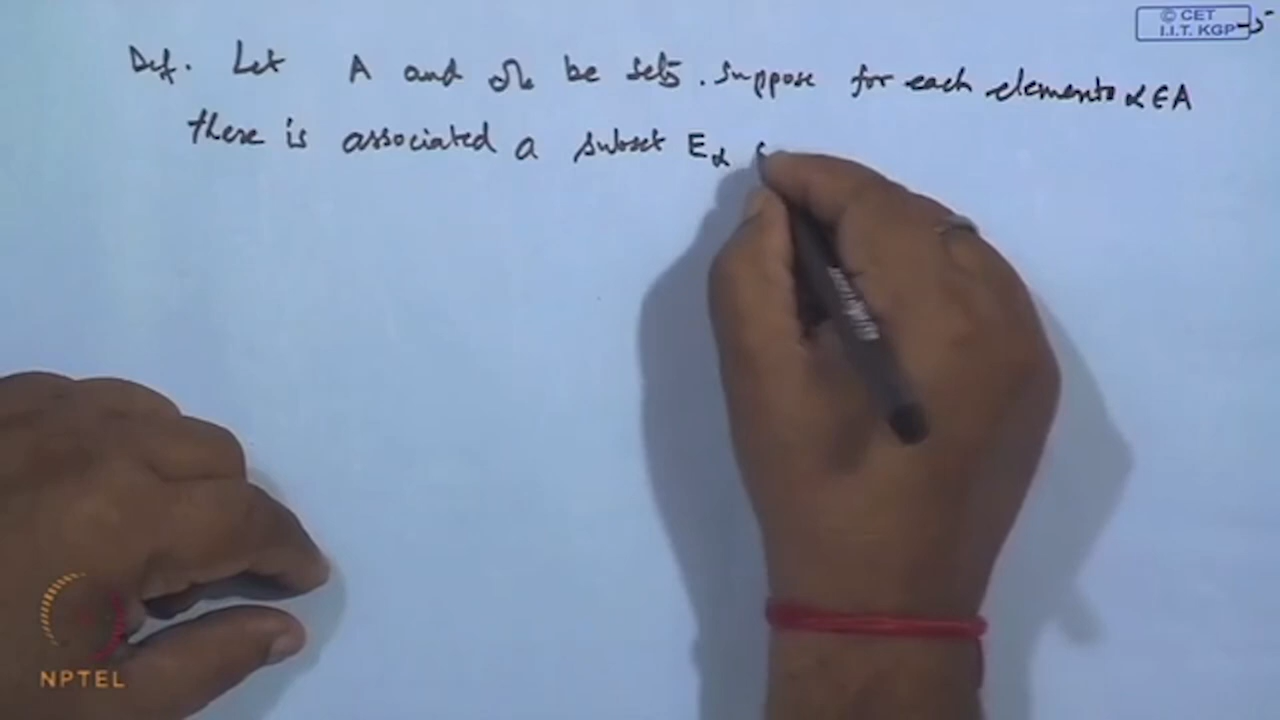 © CET
I.I.T. KGP
Def. Let A and Ω be sets. Suppose for each elements α ∈ A
there is associated a subset Eα
NPTEL